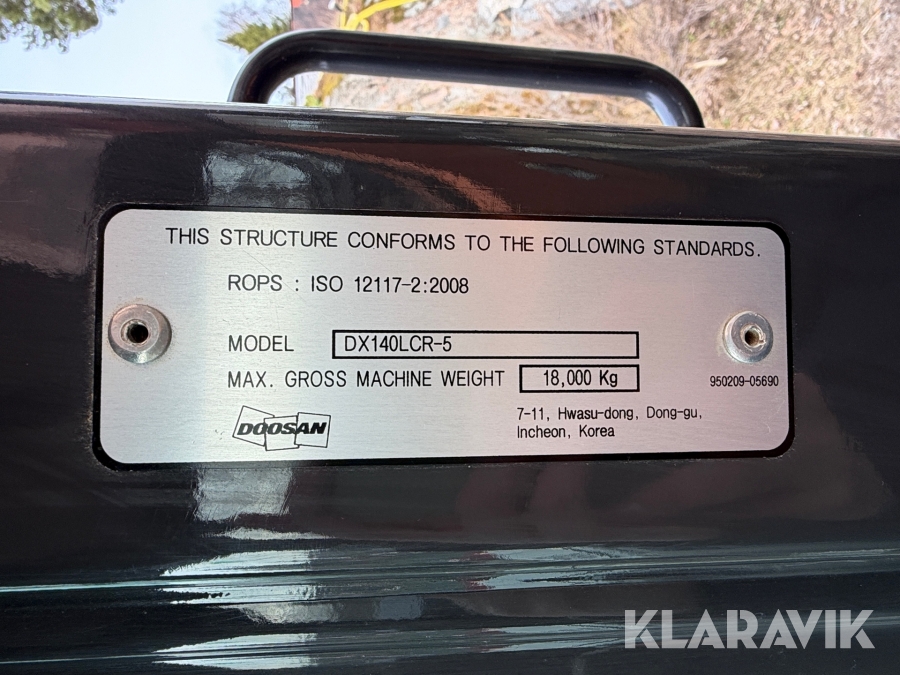 THIS STRUCTURE CONFORMS TO THE FOLLOWING STANDARDS.
ROPS : ISO 12117-2:2008
MODEL DX140LCR-5
MAX. GROSS MACHINE WEIGHT 18,000 Kg
950209-05690
DOOSAN
7-11, Hwasu-dong, Dong-gu,
Incheon, Korea
KLARAVIK